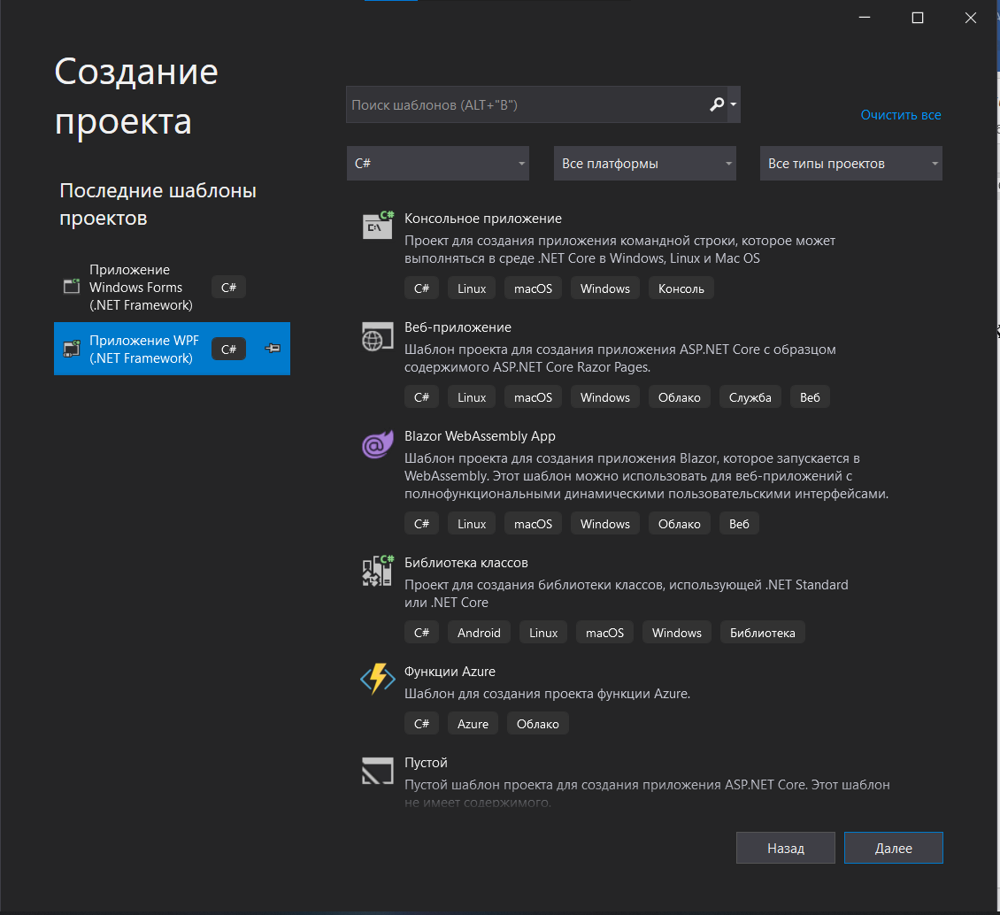 Создание
проекта
Последние шаблоны
проектов
Приложение
Windows Forms
(.NET Framework)
C#
Приложение WPF
(.NET Framework)
C#
Поиск шаблонов (ALT+"B")
Очистить все
C#
Все платформы
Все типы проектов
C#
C:\
Консольное приложение
Проект для создания приложения командной строки, которое может
выполняться в среде .NET Core в Windows, Linux и Mac OS
C# Linux macOS Windows Консоль
Веб-приложение
Шаблон проекта для создания приложения ASP.NET Core с образцом
содержимого ASP.NET Core Razor Pages.
C# Linux macOS Windows Облако Служба Веб
@
Blazor WebAssembly App
Шаблон проекта для создания приложения Blazor, которое запускается в
WebAssembly. Этот шаблон можно использовать для веб-приложений с
полнофункциональными динамическими пользовательскими интерфейсами.
C# Linux macOS Windows Облако Веб
C#
Библиотека классов
Проект для создания библиотеки классов, использующей .NET Standard
или .NET Core
C# Android Linux macOS Windows Библиотека
Функции Azure
Шаблон для создания проекта функции Azure.
C# Azure Облако
Пустой
Пустой шаблон проекта для создания приложения ASP.NET Core. Этот шаблон
не имеет содержимого.
Назад
Далее